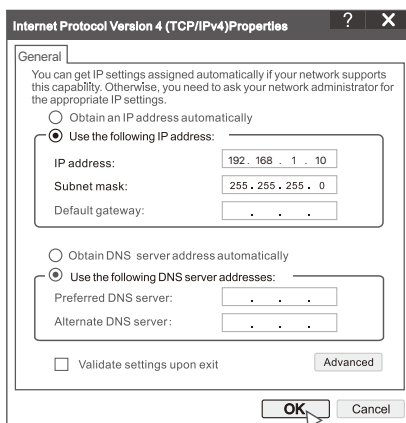 Internet Protocol Version 4 (TCP/IPv4)Properties ? X
General
You can get IP settings assigned automatically if your network supports
this capability. Otherwise, you need to ask your network administrator for
the appropriate IP settings.
Obtain an IP address automatically
Use the following IP address:
IP address: 192. 168 . 1 . 10
Subnet mask: 255. 255. 255. 0
Default gateway: . . .
Obtain DNS server address automatically
Use the following DNS server addresses:
Preferred DNS server: . . .
Alternate DNS server: . . .
Validate settings upon exit Advanced
OK Cancel